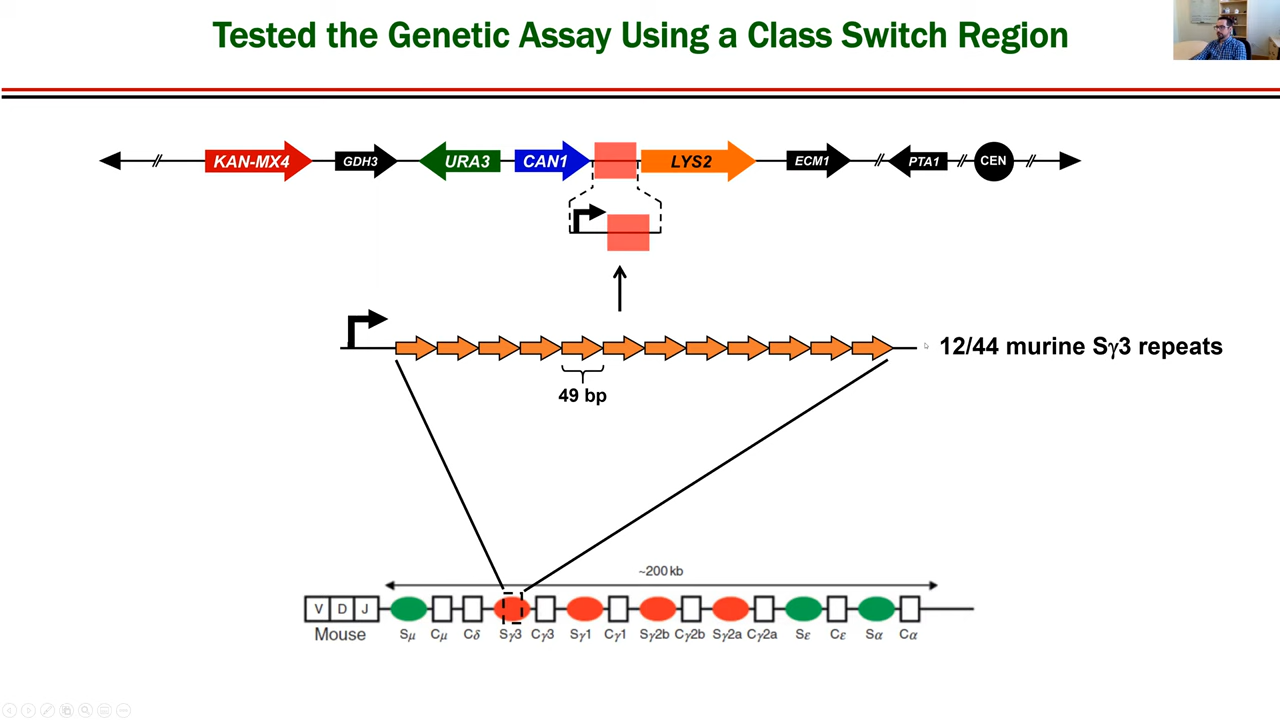 Tested the Genetic Assay Using a Class Switch Region
KAN-MX4 GDH3 URA3 CAN1 LYS2 ECM1 PTA1 CEN
12/44 murine Sγ3 repeats
49 bp
~200 kb
V D J
Mouse Sμ Cμ Cδ Sγ3 Cγ3 Sγ1 Cγ1 Sγ2b Cγ2b Sγ2a Cγ2a Sε Cε Sα Cα